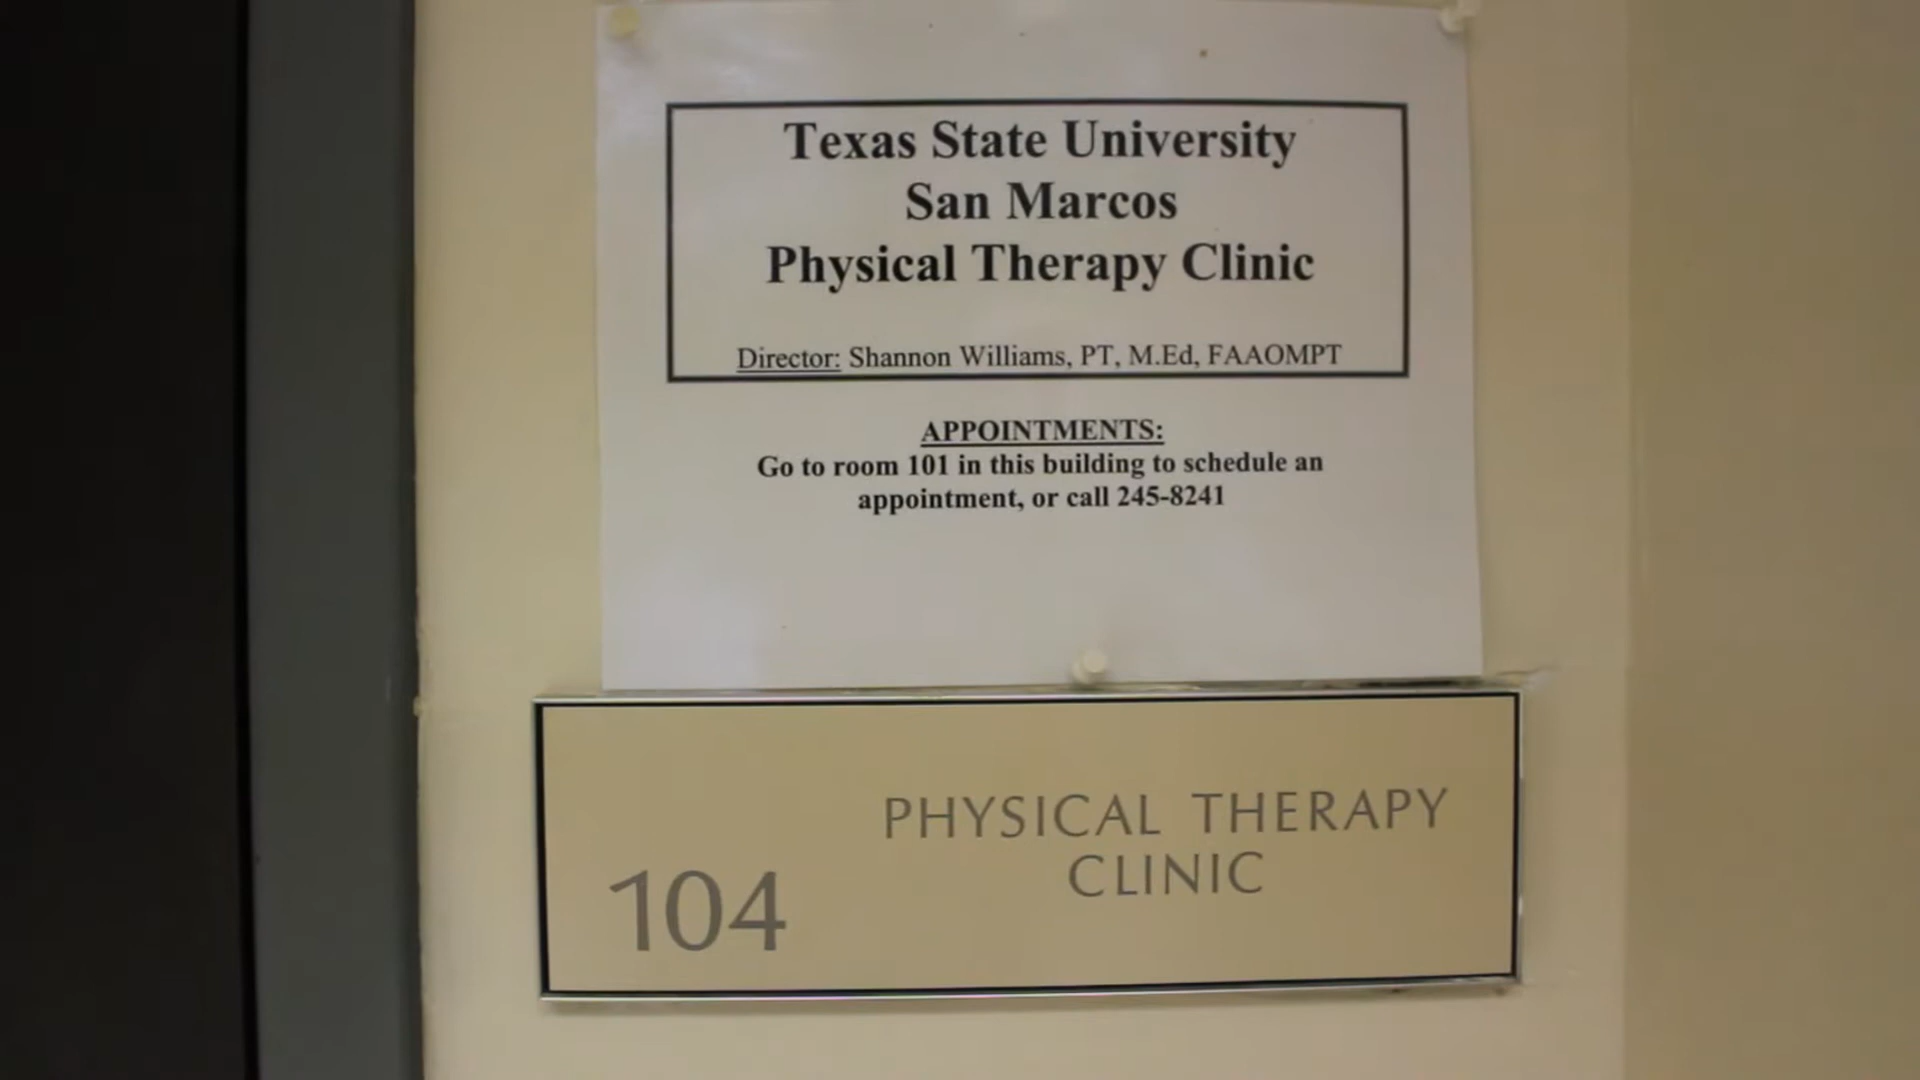 Texas State University
San Marcos
Physical Therapy Clinic
Director: Shannon Williams, PT, M.Ed, FAAOMPT
APPOINTMENTS:
Go to room 101 in this building to schedule an
appointment, or call 245-8241
PHYSICAL THERAPY
CLINIC
104